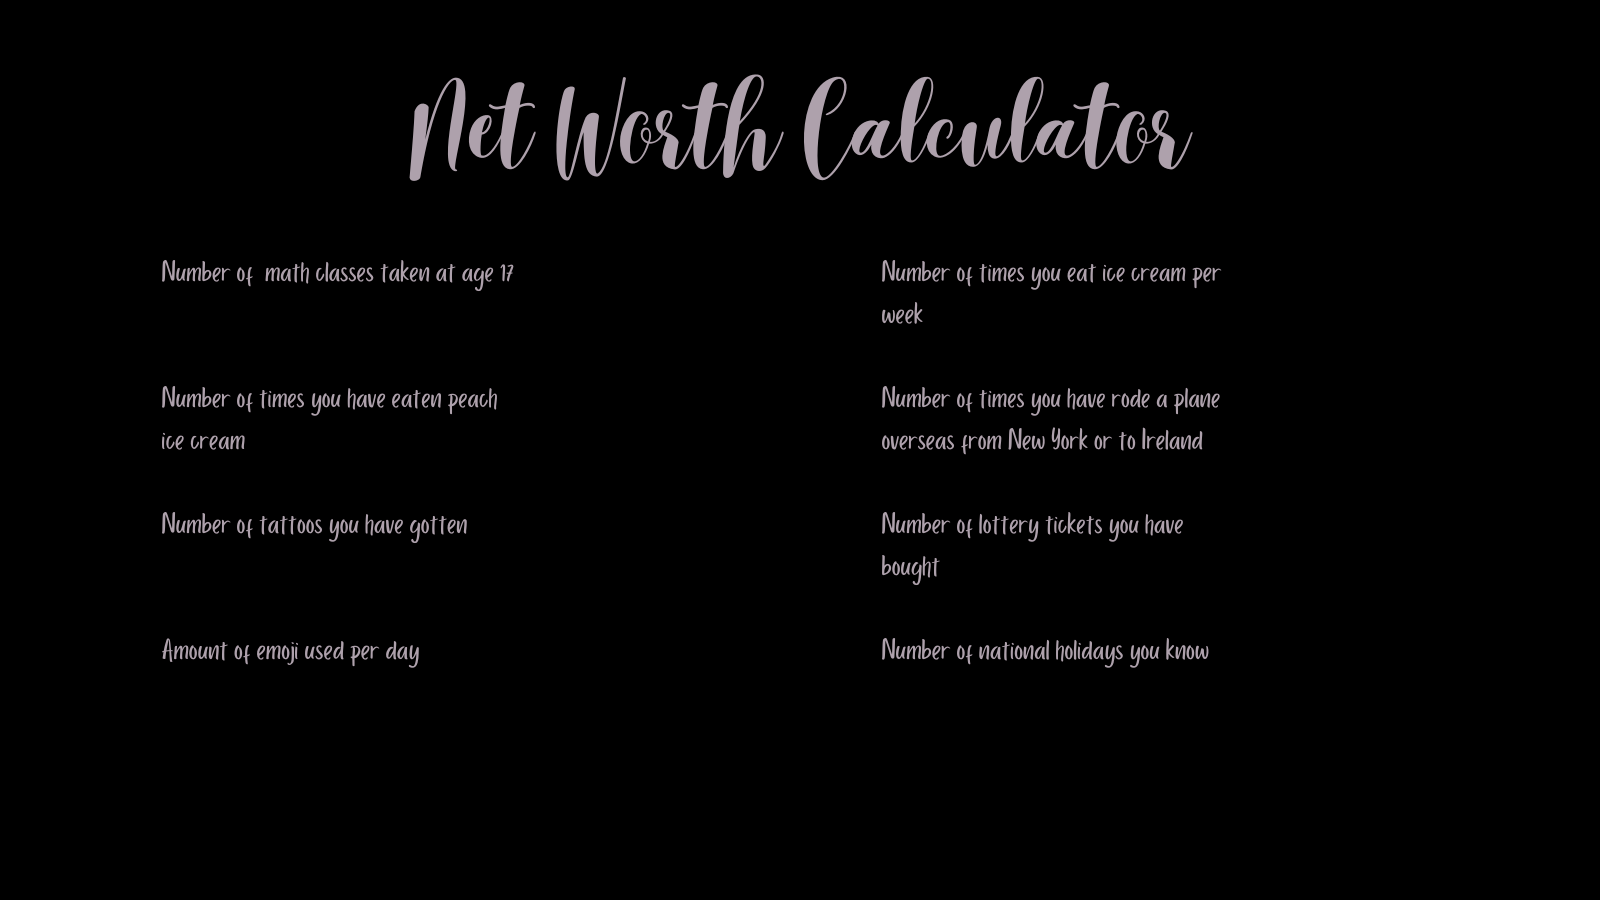 Net Worth Calculator
Number of  math classes taken at age 17
Number of times you have eaten peach
ice cream
Number of tattoos you have gotten
Amount of emoji used per day
Number of times you eat ice cream per
week
Number of times you have rode a plane
overseas from New York or to Ireland
Number of lottery tickets you have
bought
Number of national holidays you know